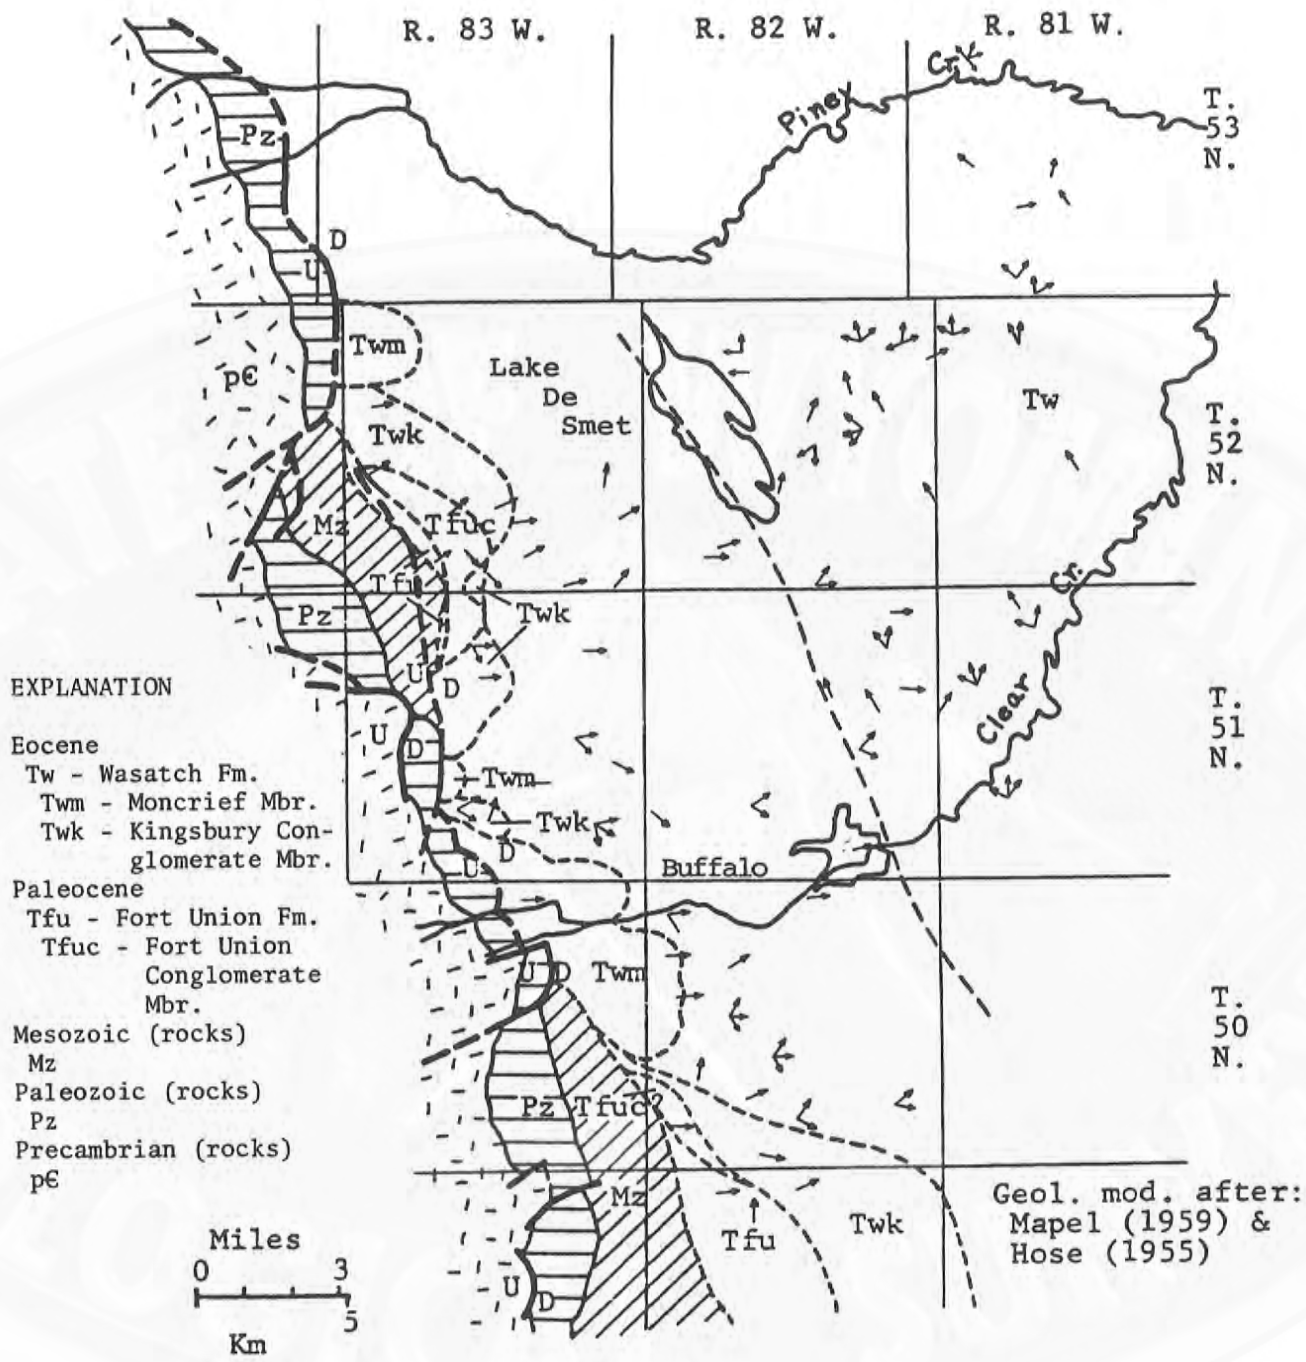 R. 83 W.
R. 82 W.
R. 81 W.
Piney
Cr.
T.
53
N.
Pz
D
U
Twm
pЄ
Lake
De
Smet
Tw
T.
52
N.
Twk
Mz
Tfuc
Tfu
Pz
Twk
Cr.
Clear
U
D
T.
51
N.
U
D
Twm
Twk
D
U
Buffalo
U
D
Twm
T.
50
N.
Pz
Tfuc?
Mz
Tfu
Twk
U
D
EXPLANATION
Eocene
Tw - Wasatch Fm.
Twm - Moncrief Mbr.
Twk - Kingsbury Con-
glomerate Mbr.
Paleocene
Tfu - Fort Union Fm.
Tfuc - Fort Union
Conglomerate
Mbr.
Mesozoic (rocks)
Mz
Paleozoic (rocks)
Pz
Precambrian (rocks)
pЄ
Miles
0 3
5
Km
Geol. mod. after:
Mapel (1959) &
Hose (1955)